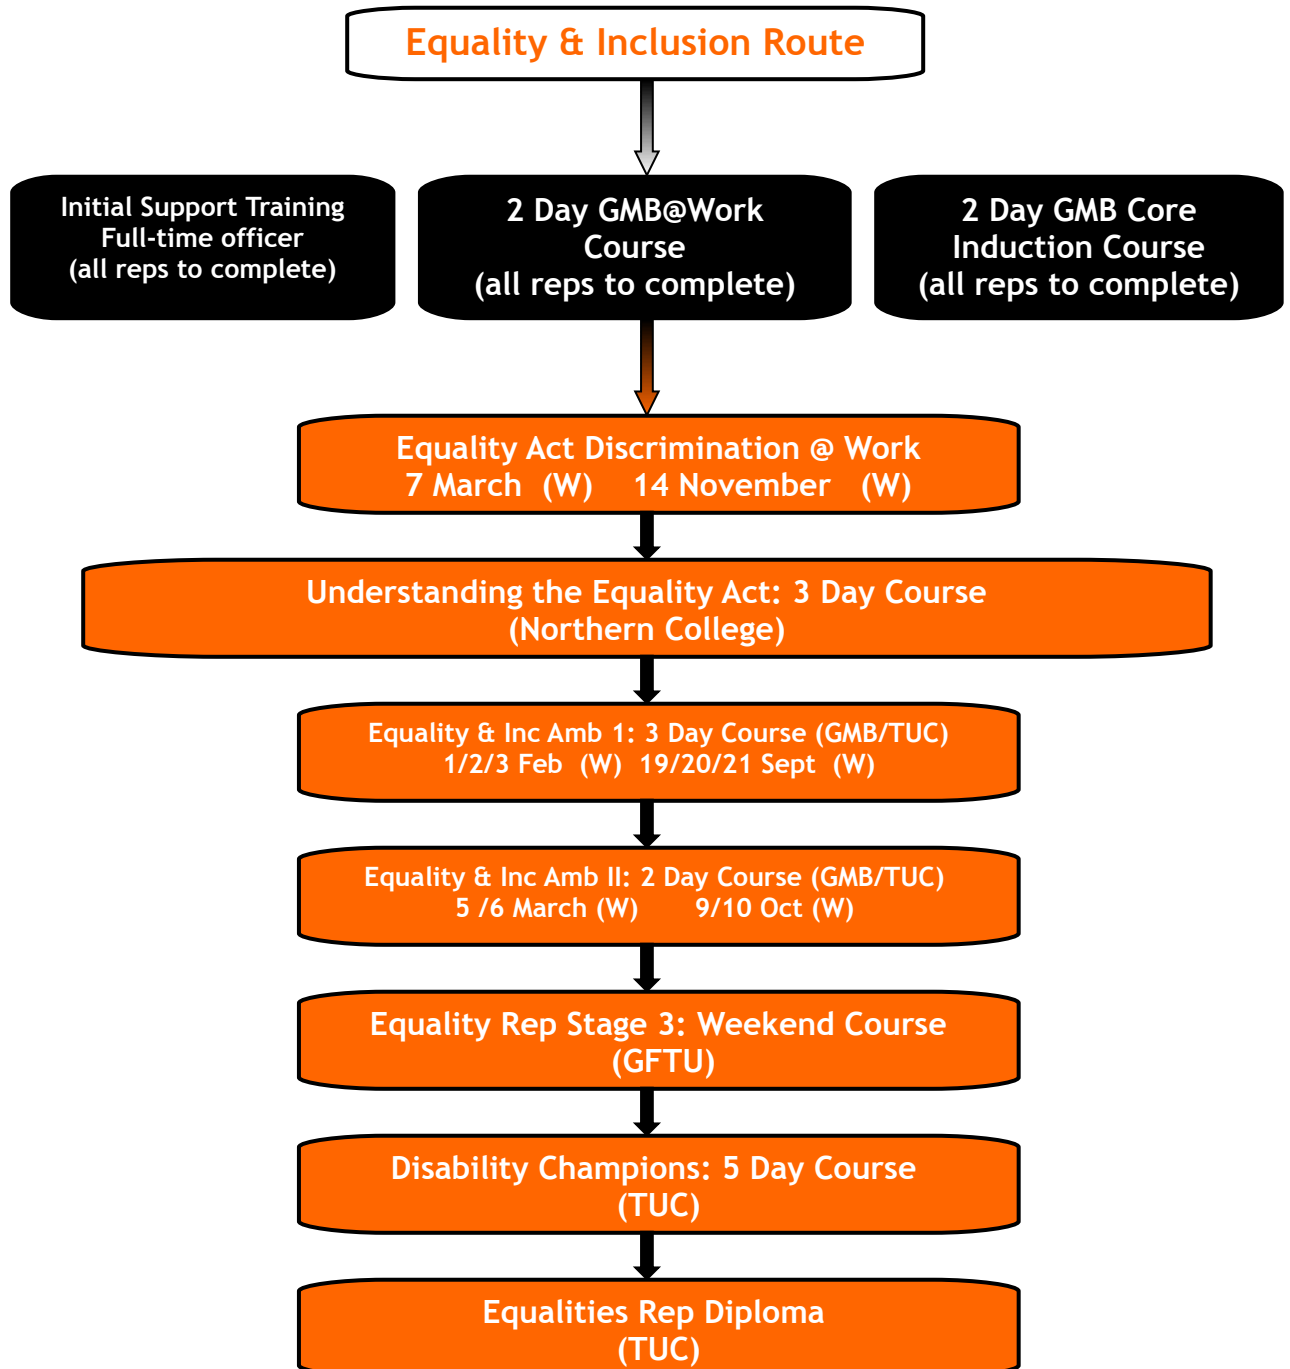 Equality & Inclusion Route
Initial Support Training
Full-time officer
(all reps to complete)
2 Day GMB@Work
Course
(all reps to complete)
2 Day GMB Core
Induction Course
(all reps to complete)
Equality Act Discrimination @ Work
7 March (W) 14 November (W)
Understanding the Equality Act: 3 Day Course
(Northern College)
Equality & Inc Amb 1: 3 Day Course (GMB/TUC)
1/2/3 Feb (W) 19/20/21 Sept (W)
Equality & Inc Amb II: 2 Day Course (GMB/TUC)
5 /6 March (W) 9/10 Oct (W)
Equality Rep Stage 3: Weekend Course
(GFTU)
Disability Champions: 5 Day Course
(TUC)
Equalities Rep Diploma
(TUC)